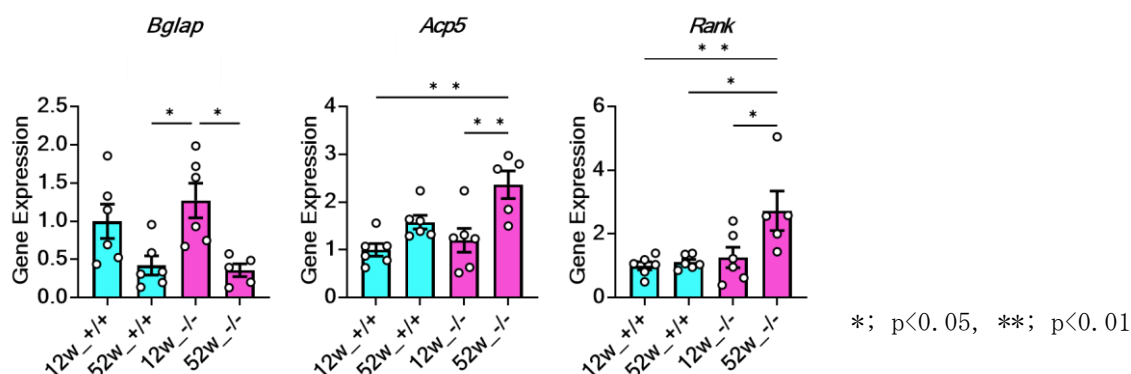 Bglap
Gene Expression
2.5
2.0
1.5
1.0
0.5
0.0
* *
12w_+/+ 52w_+/+ 12w_-/- 52w_-/-
Acp5
Gene Expression
4
3
2
1
0
* *
* *
12w_+/+ 52w_+/+ 12w_-/- 52w_-/-
Rank
Gene Expression
6
4
2
0
* *
*
*
12w_+/+ 52w_+/+ 12w_-/- 52w_-/-
*; p<0.05, **; p<0.01